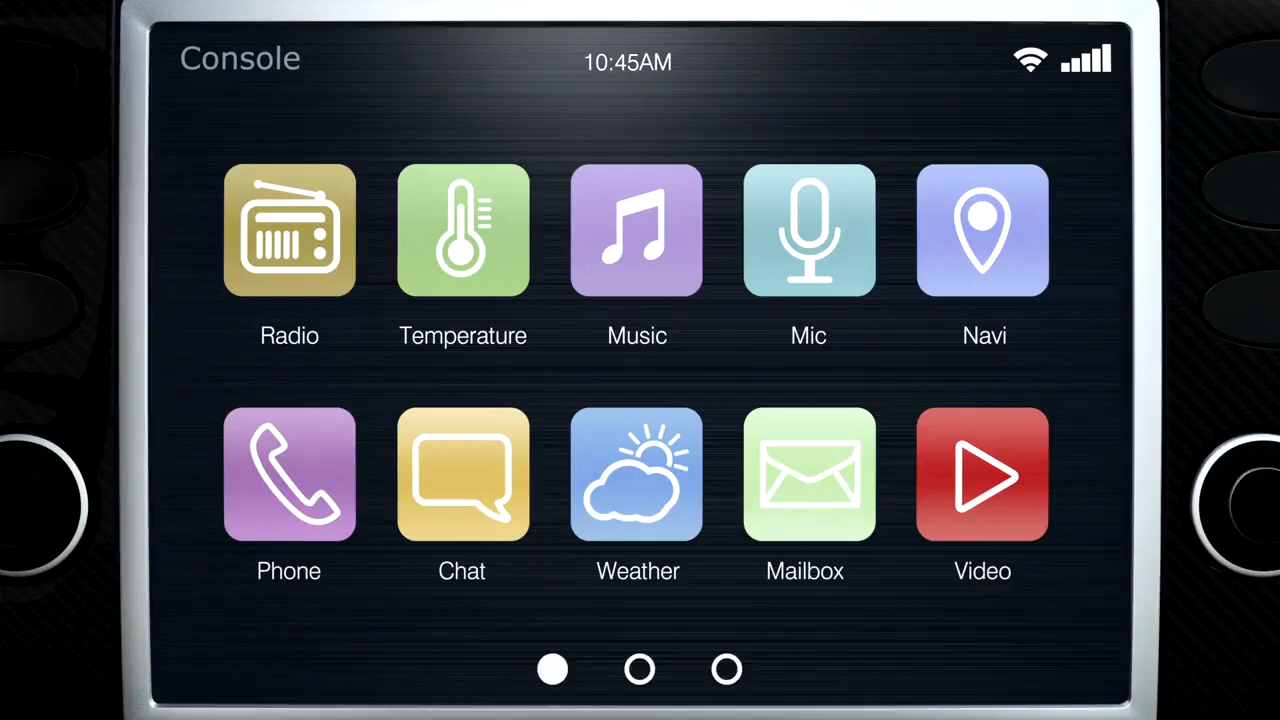 Console
10:45AM
Radio
Temperature
Music
Mic
Navi
Phone
Chat
Weather
Mailbox
Video